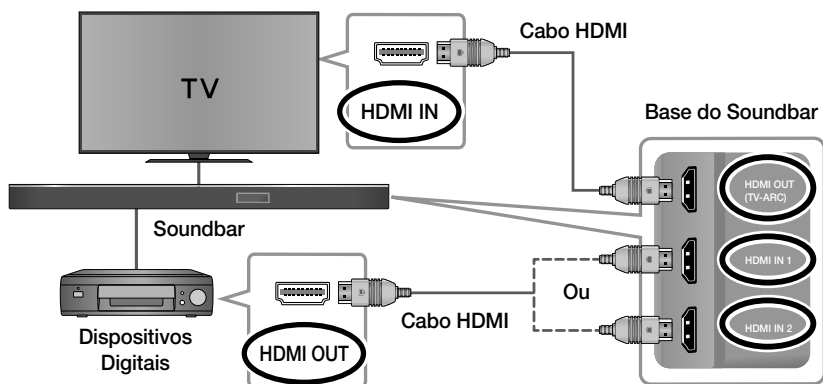 Cabo HDMI
TV
HDMI IN
Base do Soundbar
HDMI OUT
(TV-ARC)
Soundbar
HDMI IN 1
Ou
Cabo HDMI
HDMI IN 2
Dispositivos
Digitais
HDMI OUT